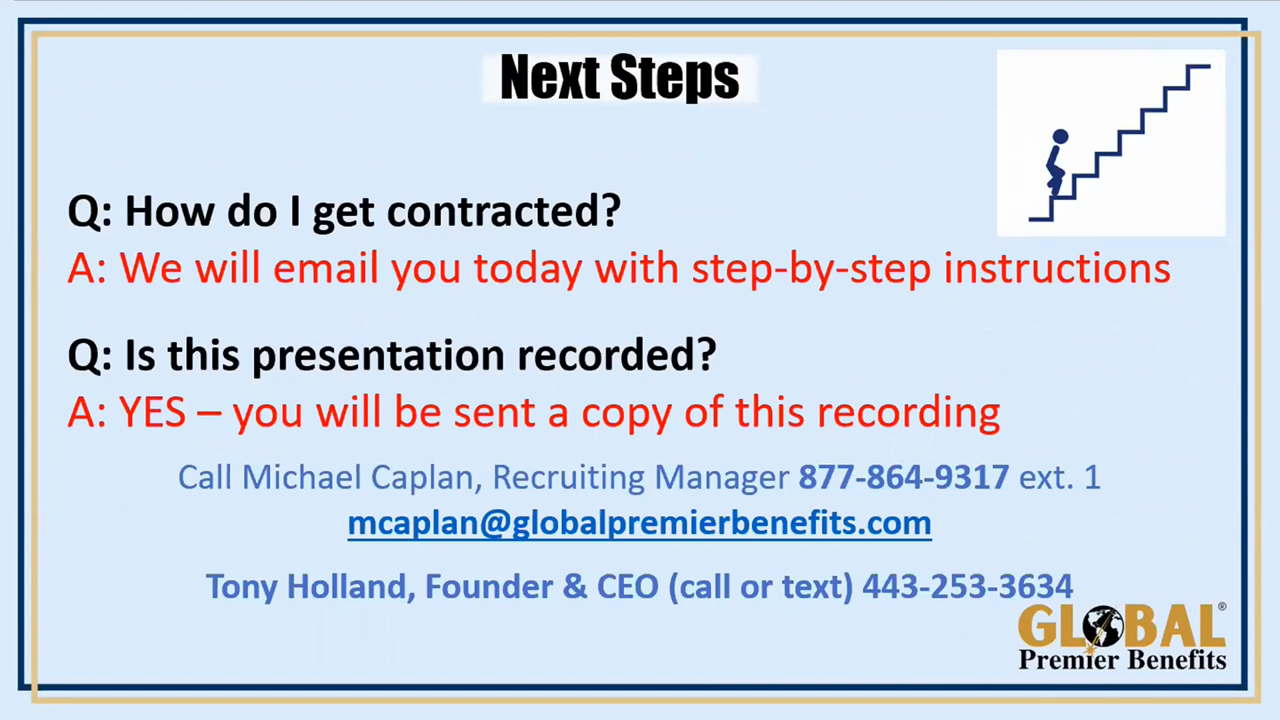 Next Steps
Q: How do I get contracted?
A: We will email you today with step-by-step instructions
Q: Is this presentation recorded?
A: YES – you will be sent a copy of this recording
Call Michael Caplan, Recruiting Manager 877-864-9317 ext. 1
mcaplan@globalpremierbenefits.com
Tony Holland, Founder & CEO (call or text) 443-253-3634
GLOBAL®
Premier Benefits